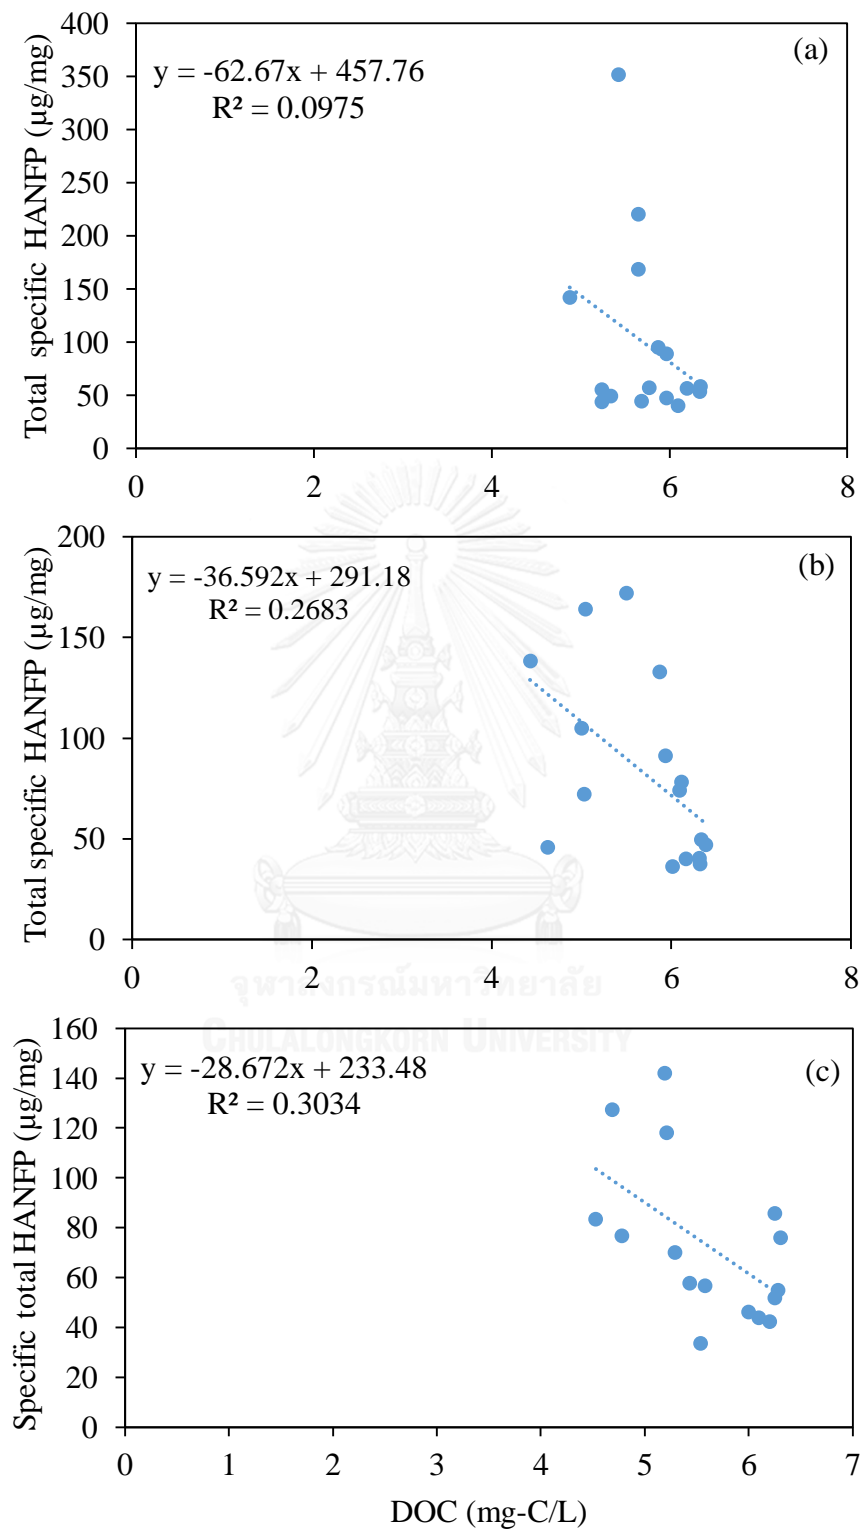 (a)
y = -62.67x + 457.76
R² = 0.0975
Total specific HANFP (µg/mg)
400
350
300
250
200
150
100
50
0
0 2 4 6 8
(b)
y = -36.592x + 291.18
R² = 0.2683
Total specific HANFP (µg/mg)
200
150
100
50
0
0 2 4 6 8
จุฬาลงกรณ์มหาวิทยาลัย
CHULALONGKORN UNIVERSITY
(c)
y = -28.672x + 233.48
R² = 0.3034
Specific total HANFP (µg/mg)
160
140
120
100
80
60
40
20
0
0 1 2 3 4 5 6 7
DOC (mg-C/L)